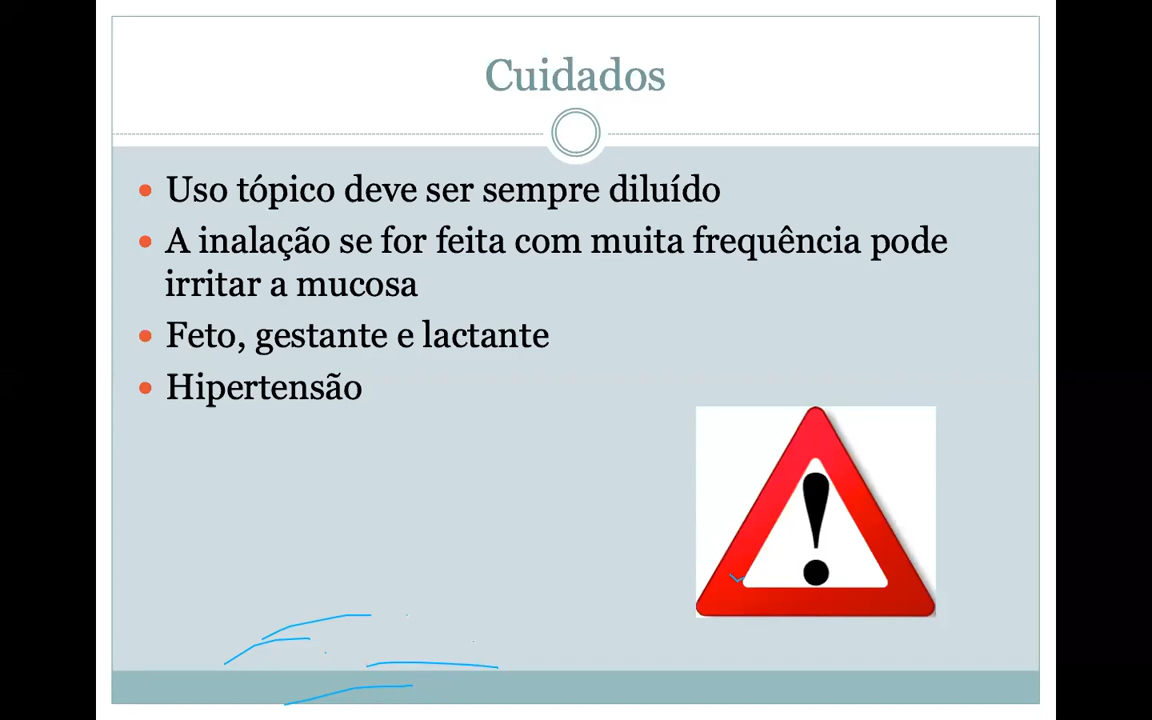 Cuidados
• Uso tópico deve ser sempre diluído
• A inalação se for feita com muita frequência pode
irritar a mucosa
• Feto, gestante e lactante
• Hipertensão
!